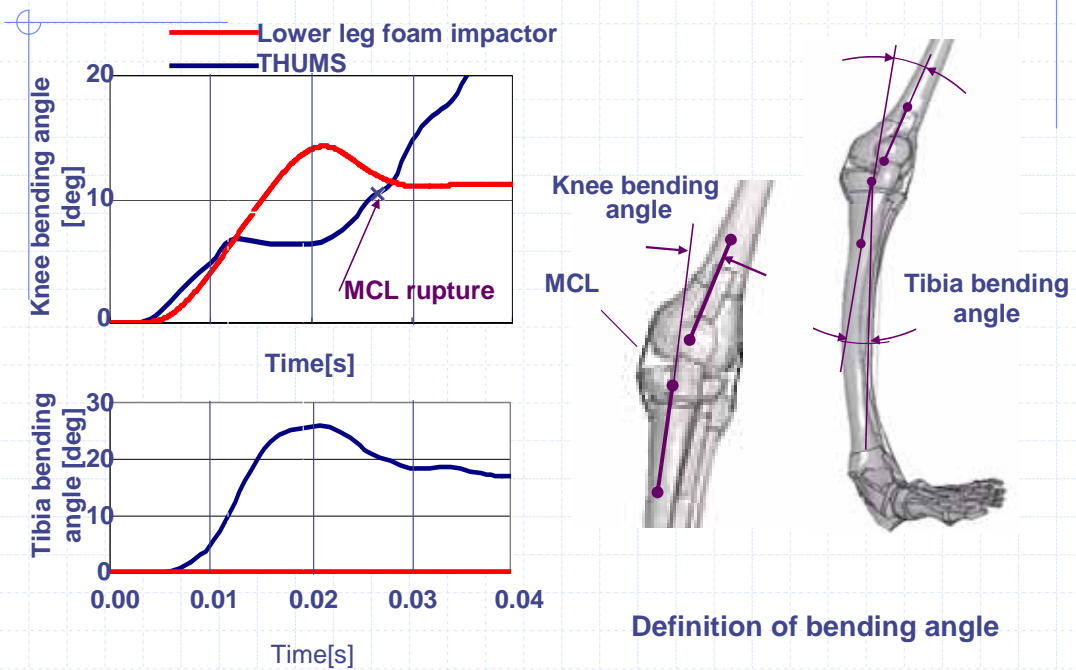 Lower leg foam impactor
THUMS
Knee bending angle
[deg]
20
10
0
MCL rupture
Time[s]
Tibia bending
angle [deg]
30
20
10
0
0.00 0.01 0.02 0.03 0.04
Time[s]
Knee bending
angle
MCL
Tibia bending
angle
Definition of bending angle